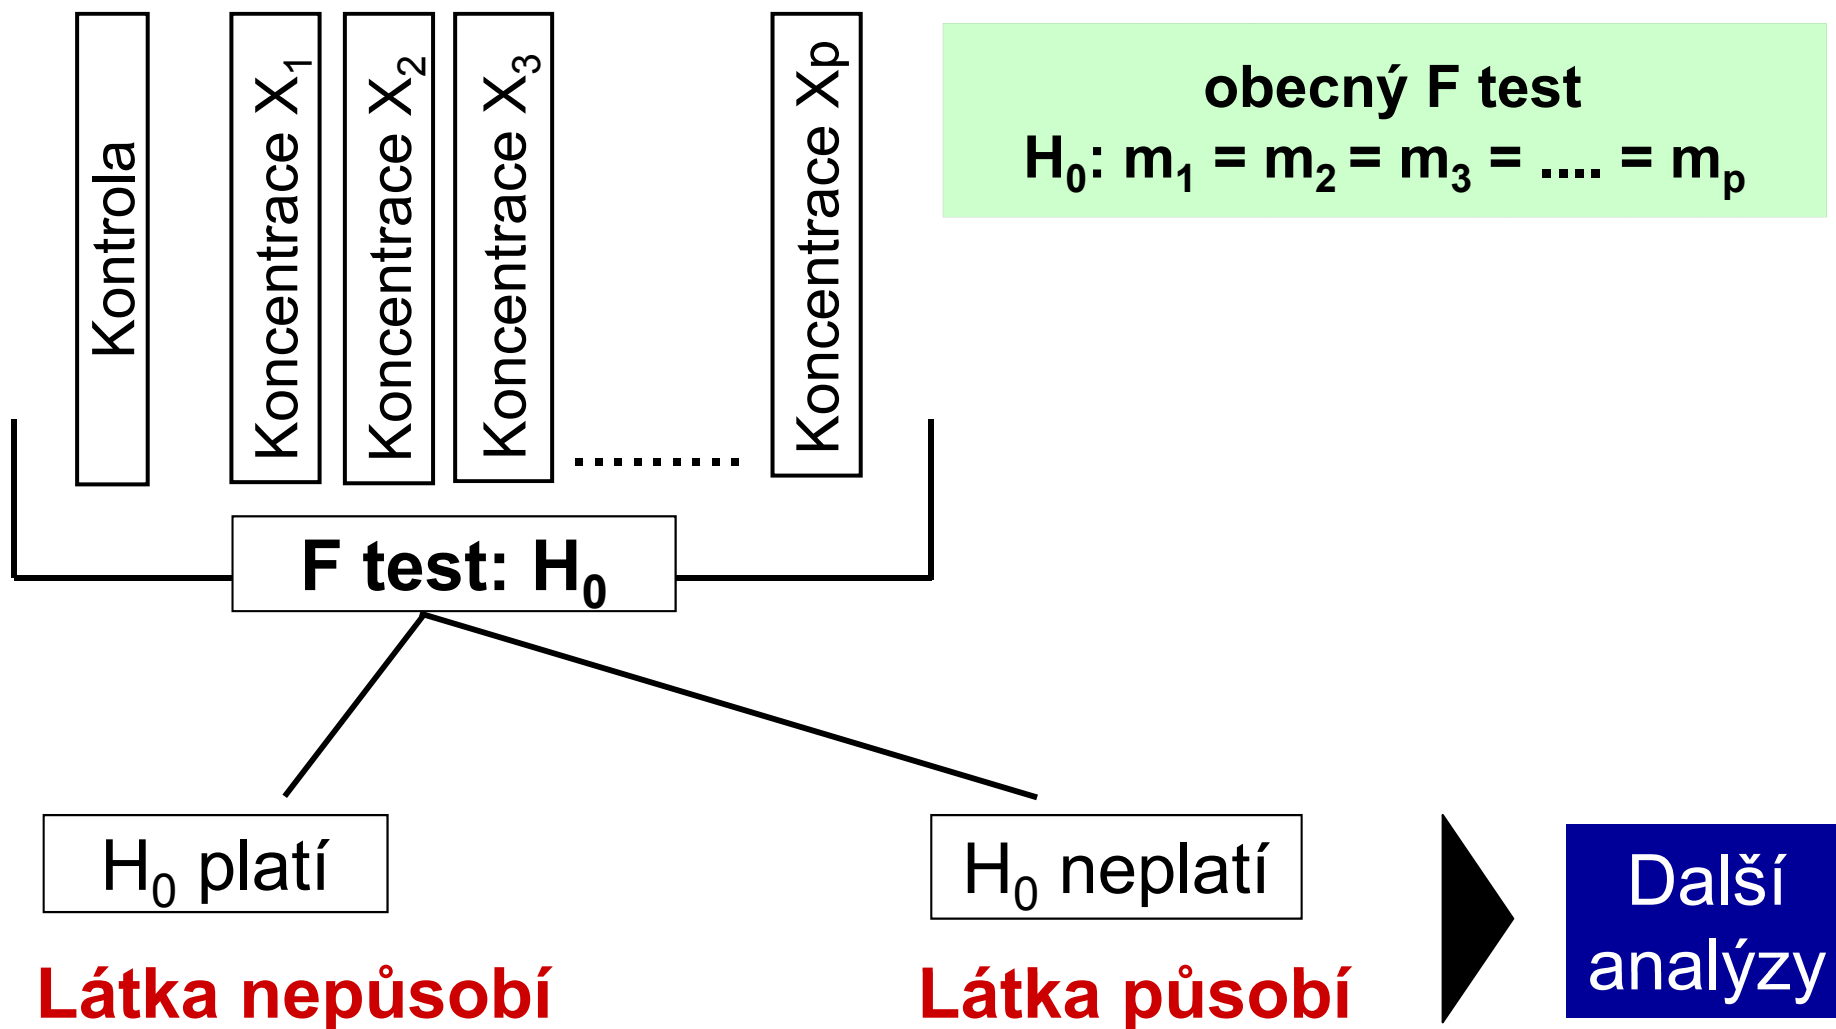 Kontrola
Koncentrace X₁
Koncentrace X₂
Koncentrace X₃
.........
Koncentrace Xp
obecný F test
H₀: m₁ = m₂ = m₃ = .... = mₚ
F test: H₀
H₀ platí
H₀ neplatí
Látka nepůsobí
Látka působí
Další
analýzy